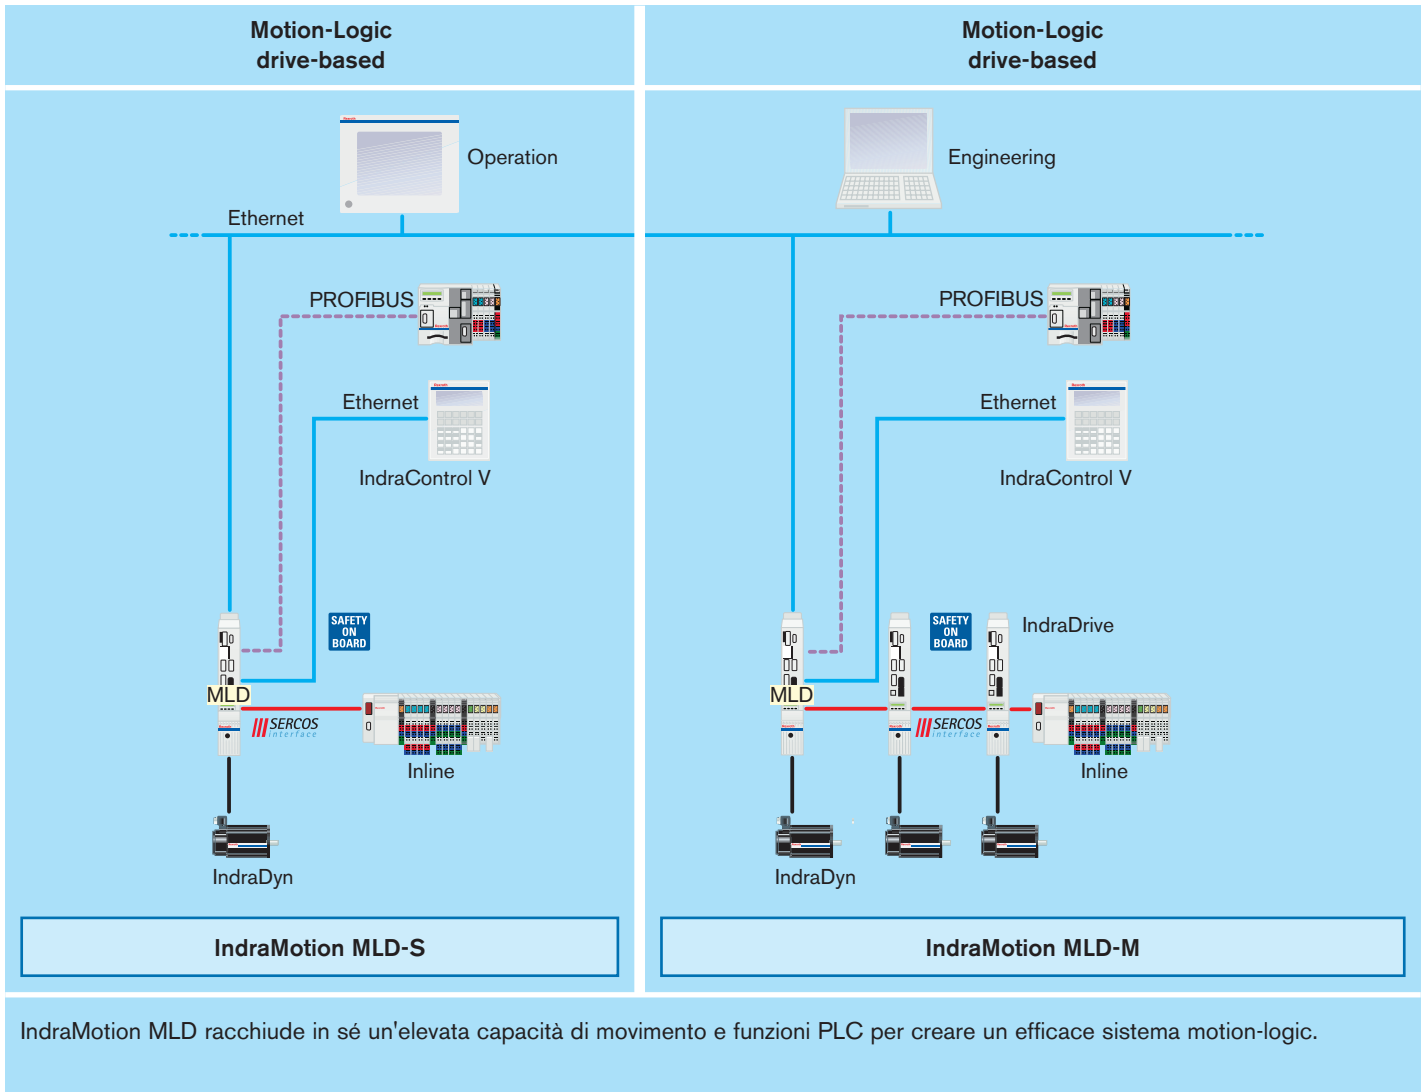 Motion-Logic
drive-based
Motion-Logic
drive-based
Operation
Ethernet
PROFIBUS
Ethernet
IndraControl V
SAFETY
ON
BOARD
MLD
SERCOS
interface
Inline
IndraDyn
IndraMotion MLD-S
Engineering
PROFIBUS
Ethernet
IndraControl V
SAFETY
ON
BOARD
IndraDrive
MLD
SERCOS
interface
Inline
IndraDyn
IndraMotion MLD-M
IndraMotion MLD racchiude in sé un'elevata capacità di movimento e funzioni PLC per creare un efficace sistema motion-logic.